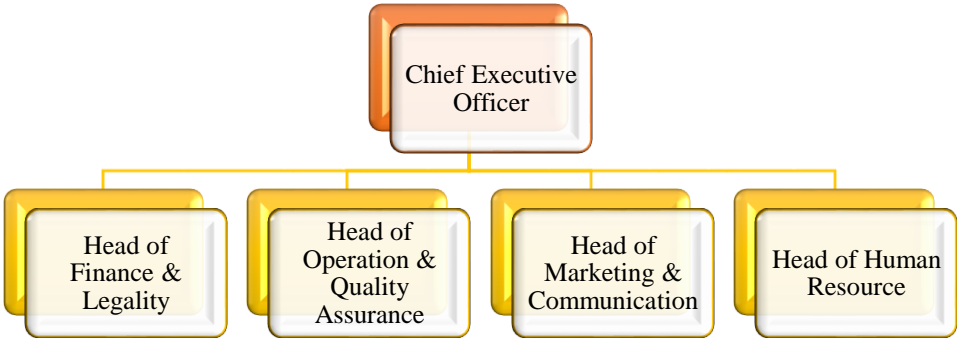 Chief Executive
Officer
Head of
Finance &
Legality
Head of
Operation &
Quality
Assurance
Head of
Marketing &
Communication
Head of Human
Resource